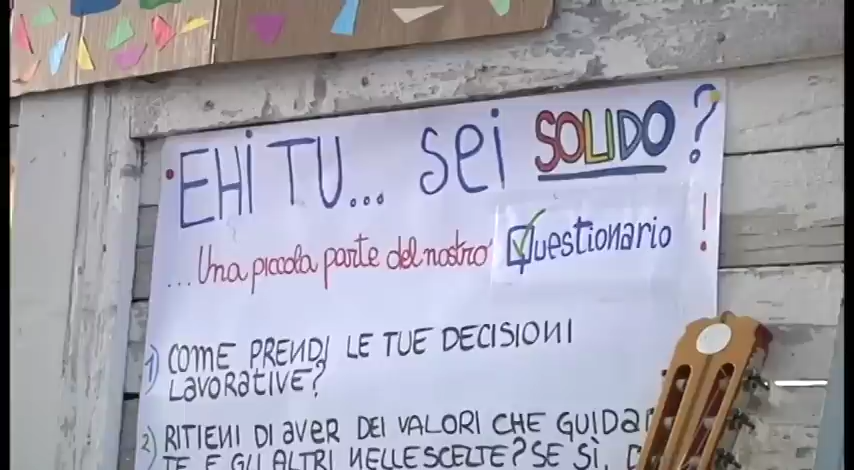 EHI TU... sei SOLIDO?
...Una piccola parte del nostro Questionario!
1) COME PRENDI LE TUE DECISIONI
LAVORATIVE?
2) RITIENI DI AVER DEI VALORI CHE GUIDA
TE E GLI ALTRI NELLE SCELTE? SE SÌ,